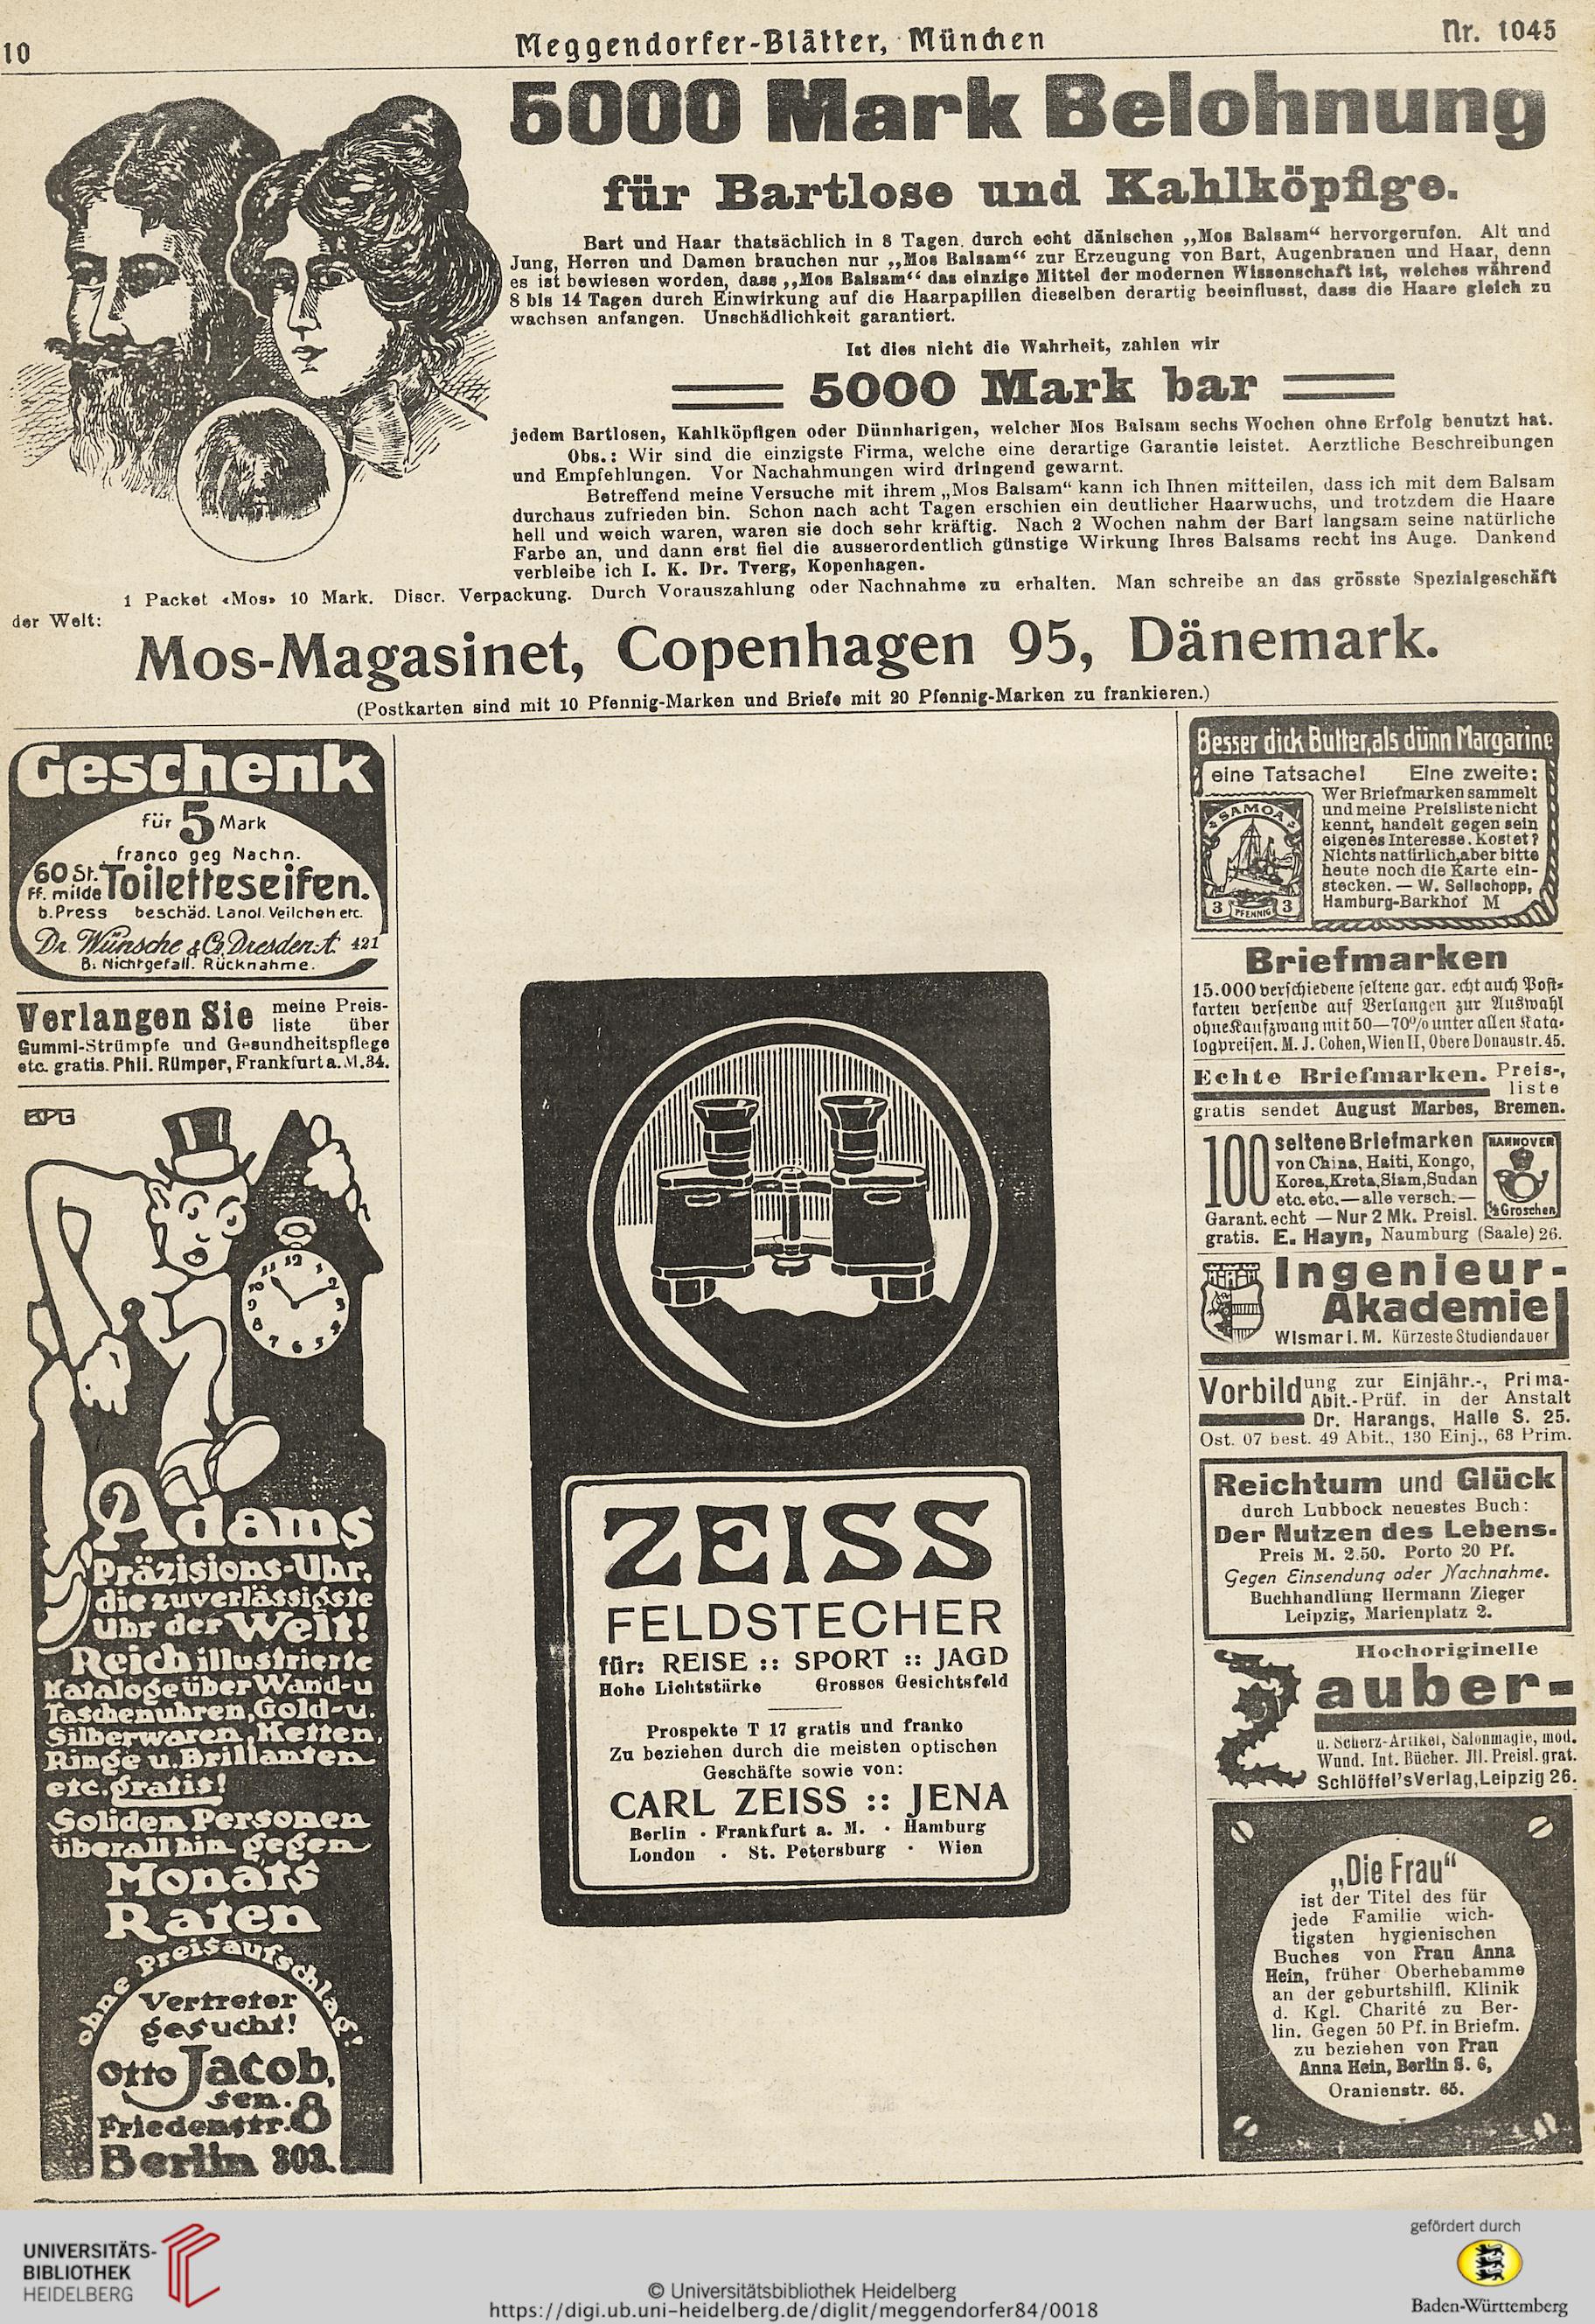 10
Meggendorfer-Blätter, München
Nr. 1045
5000 Mark Belohnung
für Bartlose und Kahlköpfige.
Bart und Haar thatsächlich in 8 Tagen durch echt dänischen „Mos Balsam“ hervorgerufen. Alt und
Jung, Herren und Damen brauchen nur „Mos Balsam“ zur Erzeugung von Bart, Augenbrauen und Haar, denn
es ist bewiesen worden, dass „Mos Balsam“ das einzige Mittel der modernen Wissenschaft ist, welches während
8 bis 14 Tagen durch Einwirkung auf die Haarpapillen dieselben derartig beeinflusst, dass die Haare gleich zu
wachsen anfangen. Unschädlichkeit garantiert.
Ist dies nicht die Wahrheit, zahlen wir
5000 Mark bar
jedem Bartlosen, Kahlköpfigen oder Dünnharigen, welcher Mos Balsam sechs Wochen ohne Erfolg benutzt hat.
Obs.: Wir sind die einzigste Firma, welche eine derartige Garantie leistet. Aerztliche Beschreibungen
und Empfehlungen. Vor Nachahmungen wird dringend gewarnt.
Betreffend meine Versuche mit ihrem „Mos Balsam“ kann ich Ihnen mitteilen, dass ich mit dem Balsam
durchaus zufrieden bin. Schon nach acht Tagen erschien ein deutlicher Haarwuchs, und trotzdem die Haare
hell und weich waren, waren sie doch sehr kräftig. Nach 2 Wochen nahm der Bart langsam seine natürliche
Farbe an, und dann erst fiel die ausserordentlich günstige Wirkung Ihres Balsams recht ins Auge. Dankend
verbleibe ich I. K. Dr. Tverg, Kopenhagen.
1 Packet «Mos» 10 Mark. Discr. Verpackung. Durch Vorauszahlung oder Nachnahme zu erhalten. Man schreibe an das grösste Spezialgeschäft
der Welt:
Mos-Magasinet, Copenhagen 95, Dänemark.
(Postkarten sind mit 10 Pfennig-Marken und Briefe mit 20 Pfennig-Marken zu frankieren.)
Geschenk
für 5 Mark
franco geg Nachn.
60 St.
ff. milde Toiletteseifen.
b. Press beschäd. Lanol. Veilchen etc.
Dr. Wünsche & Co Dresden-A. 421
B. Nichtgefall. Rücknahme.
Verlangen Sie meine Preis-
liste über
Gummi-Strümpfe und Gesundheitspflege
etc. gratis. Phil. Rümper, Frankfurt a. M. 34.
12 1 2 3 4 5 6 7 8 9 10 11
Adams
Präzisions-Uhr,
die zuverlässigste
Uhr der Welt!
Reich illustrierte
Kataloge über Wand- u
Taschenuhren, Gold- u.
Silberwaren, Ketten,
Ringe u. Brillanten
etc. gratis!
Soliden Personen
überall hin gegen
Monats
Raten
ohne Preisaufschlag!
Vertreter
gesucht!
Otto Jacob,
sen.
Friedenstr. 8
Berlin 303.
ZEISS
FELDSTECHER
für: REISE :: SPORT :: JAGD
Hohe Lichtstärke Grosses Gesichtsfeld
Prospekte T 17 gratis und franko
Zu beziehen durch die meisten optischen
Geschäfte sowie von:
CARL ZEISS :: JENA
Berlin · Frankfurt a. M. · Hamburg
London · St. Petersburg · Wien
Besser dick Butter, als dünn Margarine
eine Tatsache! Eine zweite:
SAMOA
3 PFENNIG 3
Wer Briefmarken sammelt
und meine Preisliste nicht
kennt, handelt gegen sein
eigenes Interesse. Kostet?
Nichts natürlich, aber bitte
heute noch die Karte ein-
stecken. — W. Sellschopp,
Hamburg-Barkhof M
Briefmarken
15.000 verschiedene seltene gar. echt auch Post-
karten versende auf Verlangen zur Auswahl
ohne Kaufzwang mit 50—70% unter allen Kata-
logpreisen. M. J. Cohen, Wien II, Obere Donaustr. 45.
Echte Briefmarken. Preis-,
liste
gratis sendet August Marbes, Bremen.
100 seltene Briefmarken
von China, Haiti, Kongo,
Korea, Kreta, Siam, Sudan
etc. etc. — alle versch. —
Garant. echt — Nur 2 Mk. Preisl.
gratis. E. Hayn, Naumburg (Saale) 26.
HANNOVER
½ Groschen
Ingenieur-
Akademie
Wismar i. M. Kürzeste Studiendauer
Vorbildung zur Einjähr.-, Prima-
Abit.-Prüf. in der Anstalt
Dr. Harangs, Halle S. 25.
Ost. 07 best. 49 Abit., 130 Einj., 63 Prim.
Reichtum und Glück
durch Lubbock neuestes Buch:
Der Nutzen des Lebens.
Preis M. 2.50. Porto 20 Pf.
Gegen Einsendung oder Nachnahme.
Buchhandlung Hermann Zieger
Leipzig, Marienplatz 2.
Hochoriginelle
Zauber-
u. Scherz-Artikel, Salonmagie, mod.
Wund. Int. Bücher. Jll. Preisl. grat.
Schlöffel's Verlag, Leipzig 26.
„Die Frau“
ist der Titel des für
jede Familie wich-
tigsten hygienischen
Buches von Frau Anna
Hein, früher Oberhebamme
an der geburtshilfl. Klinik
d. Kgl. Charité zu Ber-
lin. Gegen 50 Pf. in Briefm.
zu beziehen von Frau
Anna Hein, Berlin S. 6,
Oranienstr. 65.
UNIVERSITÄTS-
BIBLIOTHEK
HEIDELBERG
© Universitätsbibliothek Heidelberg
https://digi.ub.uni-heidelberg.de/diglit/meggendorfer84/0018
gefördert durch
Baden-Württemberg